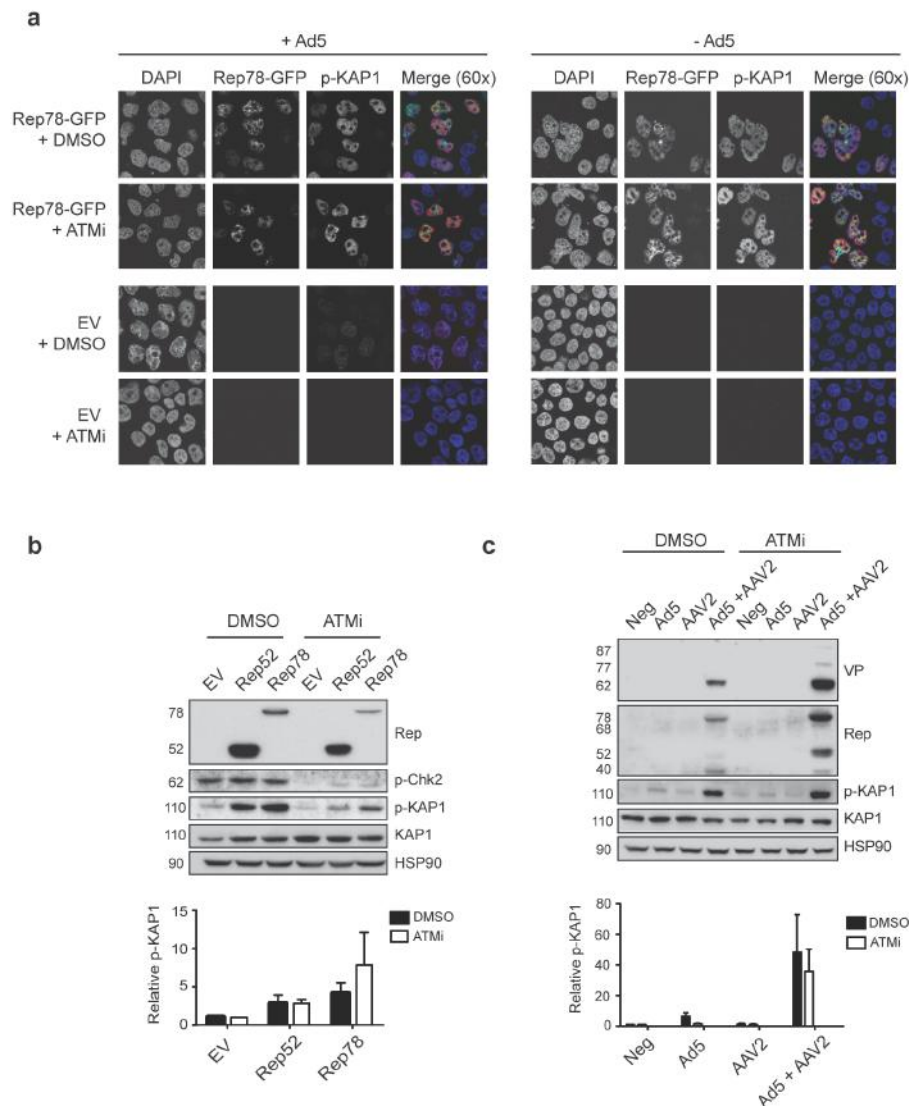 a
+ Ad5
- Ad5
DAPI Rep78-GFP p-KAP1 Merge (60x)
DAPI Rep78-GFP p-KAP1 Merge (60x)
Rep78-GFP
+ DMSO
Rep78-GFP
+ ATMi
EV
+ DMSO
EV
+ ATMi
b
DMSO ATMi
EV Rep52 Rep78 EV Rep52 Rep78
78
52
Rep
62 p-Chk2
110 p-KAP1
110 KAP1
90 HSP90
Relative p-KAP1
15
10
5
0
DMSO
ATMi
EV Rep52 Rep78
c
DMSO ATMi
Neg Ad5 AAV2 Ad5 +AAV2 Neg Ad5 AAV2 Ad5 +AAV2
87
77
62
VP
78
68
52
40
Rep
110 p-KAP1
110 KAP1
90 HSP90
Relative p-KAP1
80
60
40
20
0
DMSO
ATMi
Neg Ad5 AAV2 Ad5 + AAV2